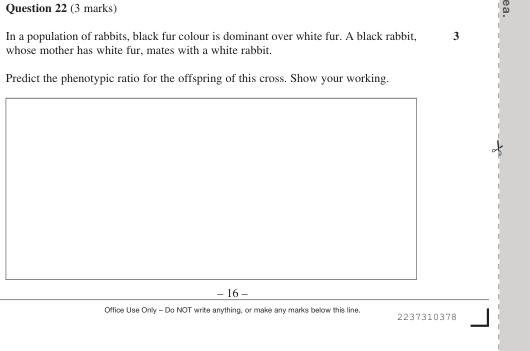 Question 22 (3 marks)
In a population of rabbits, black fur colour is dominant over white fur. A black rabbit, 3
whose mother has white fur, mates with a white rabbit.
Predict the phenotypic ratio for the offspring of this cross. Show your working.
– 16 –
Office Use Only – Do NOT write anything, or make any marks below this line.
2237310378